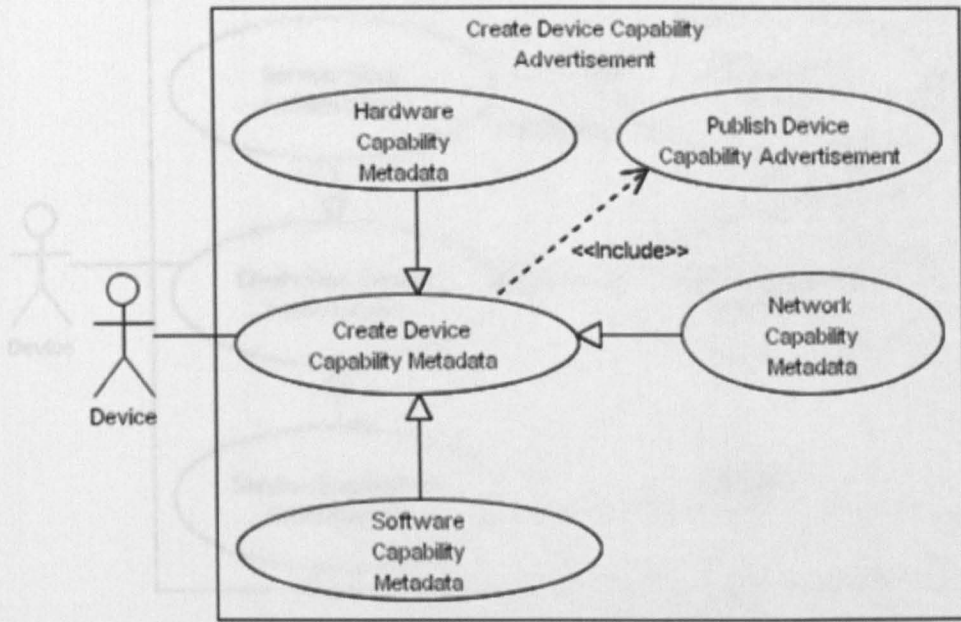 Create Device Capability
Advertisement
Hardware
Capability
Metadata
Publish Device
Capability Advertisement
<<Include>>
Create Device
Capability Metadata
Network
Capability
Metadata
Device
Device
Software
Capability
Metadata